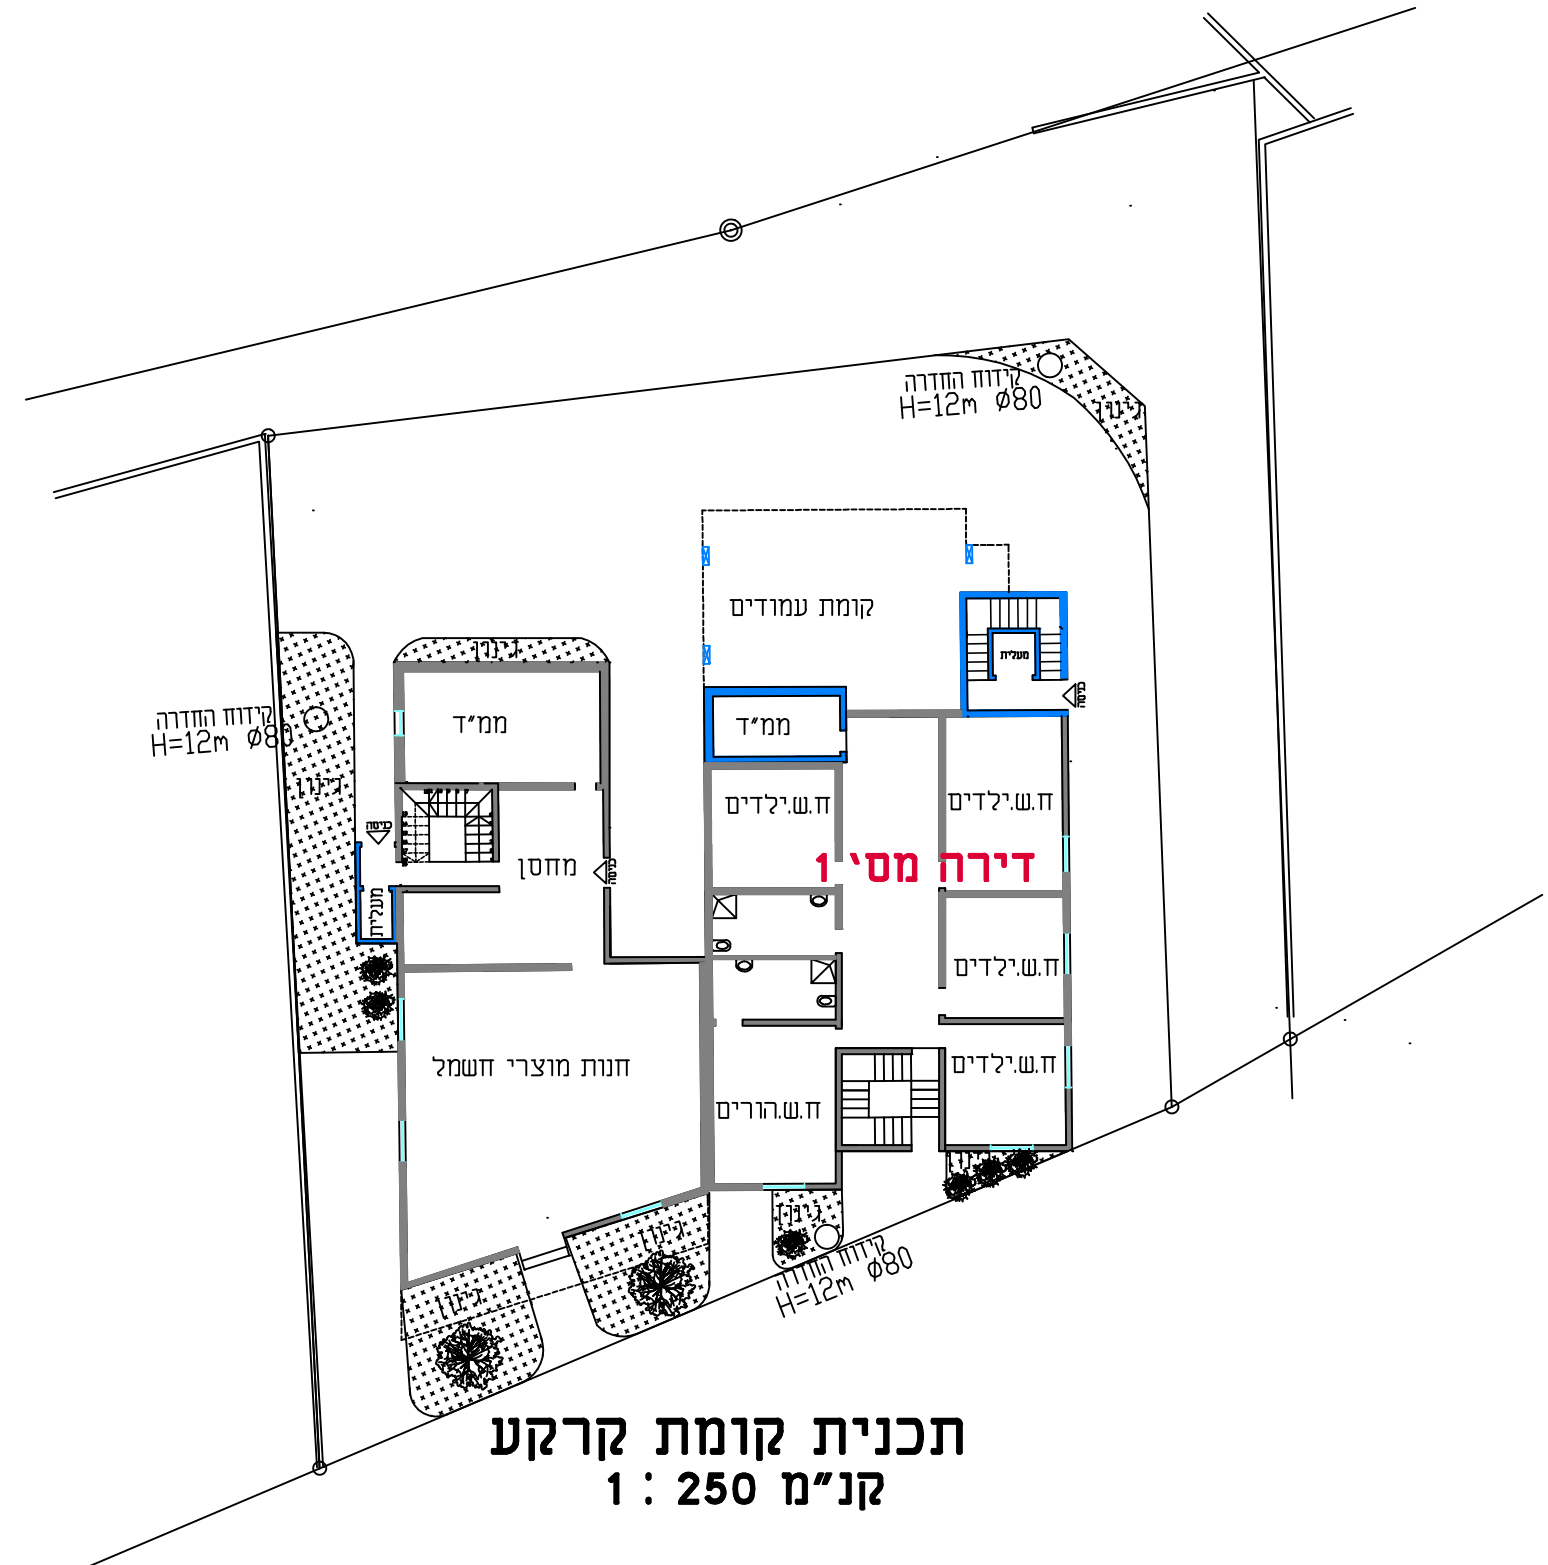 קידוח החדרה
H=12m Ø80
גינון
קומת עמודים
מעלית
כניסה
גינון
ממ״ד
ממ״ד
קידוח החדרה
H=12m Ø80
גינון
ח.ש.ילדים
ח.ש.ילדים
כניסה
מחסן
כניסה
דירה מס׳ 1
מעלית
ח.ש.ילדים
חנות מוצרי חשמל
ח.ש.ילדים
ח.ש.הורים
גינון
גינון
גינון
גינון
קידוח החדרה
H=12m Ø80
תכנית קומת קרקע
קנ״מ 250 : 1